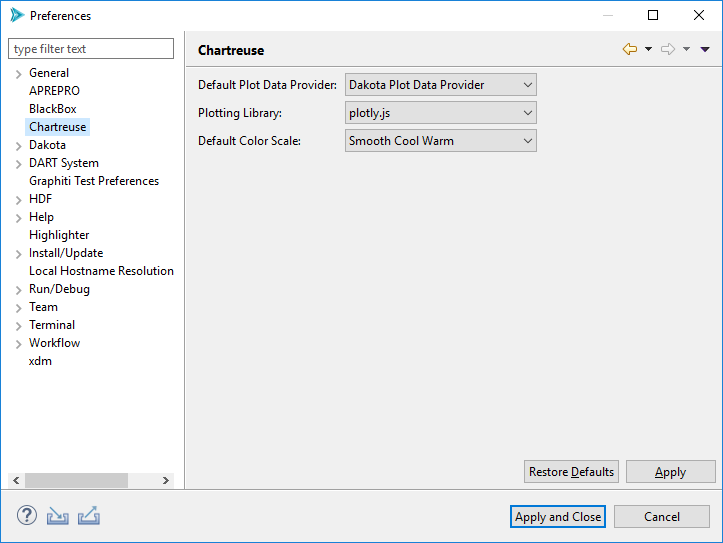 Preferences
type filter text
General
APREPRO
BlackBox
Chartreuse
Dakota
DART System
Graphiti Test Preferences
HDF
Help
Highlighter
Install/Update
Local Hostname Resolution
Run/Debug
Team
Terminal
Workflow
xdm
Chartreuse
Default Plot Data Provider: Dakota Plot Data Provider
Plotting Library: plotly.js
Default Color Scale: Smooth Cool Warm
Restore Defaults Apply
? Apply and Close Cancel